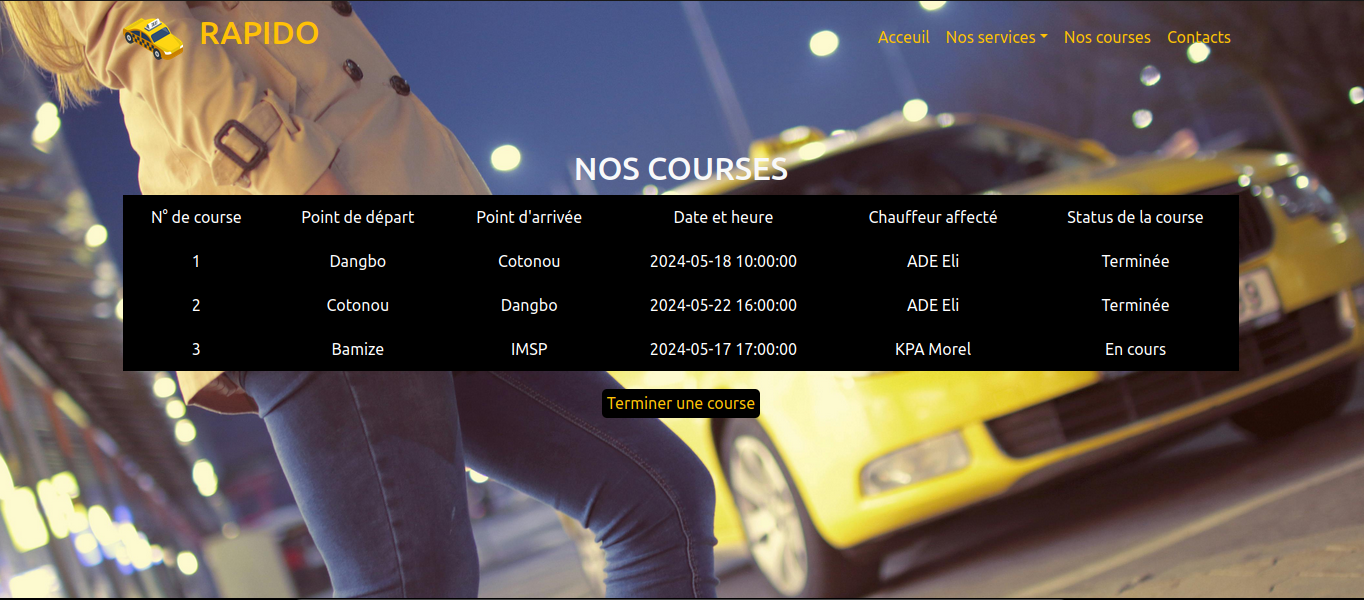 RAPIDO
Acceuil Nos services Nos courses Contacts
NOS COURSES
N° de course Point de départ Point d'arrivée Date et heure Chauffeur affecté Status de la course
1 Dangbo Cotonou 2024-05-18 10:00:00 ADE Eli Terminée
2 Cotonou Dangbo 2024-05-22 16:00:00 ADE Eli Terminée
3 Bamize IMSP 2024-05-17 17:00:00 KPA Morel En cours
Terminer une course